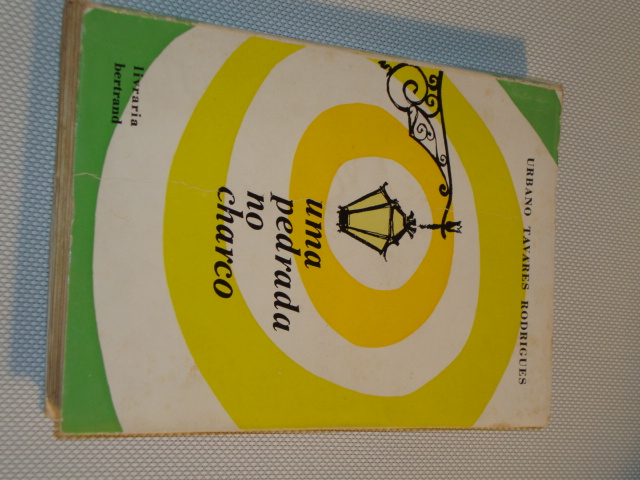 URBANO TAVARES RODRIGUES
uma
pedrada
no
charco
livraria
bertrand